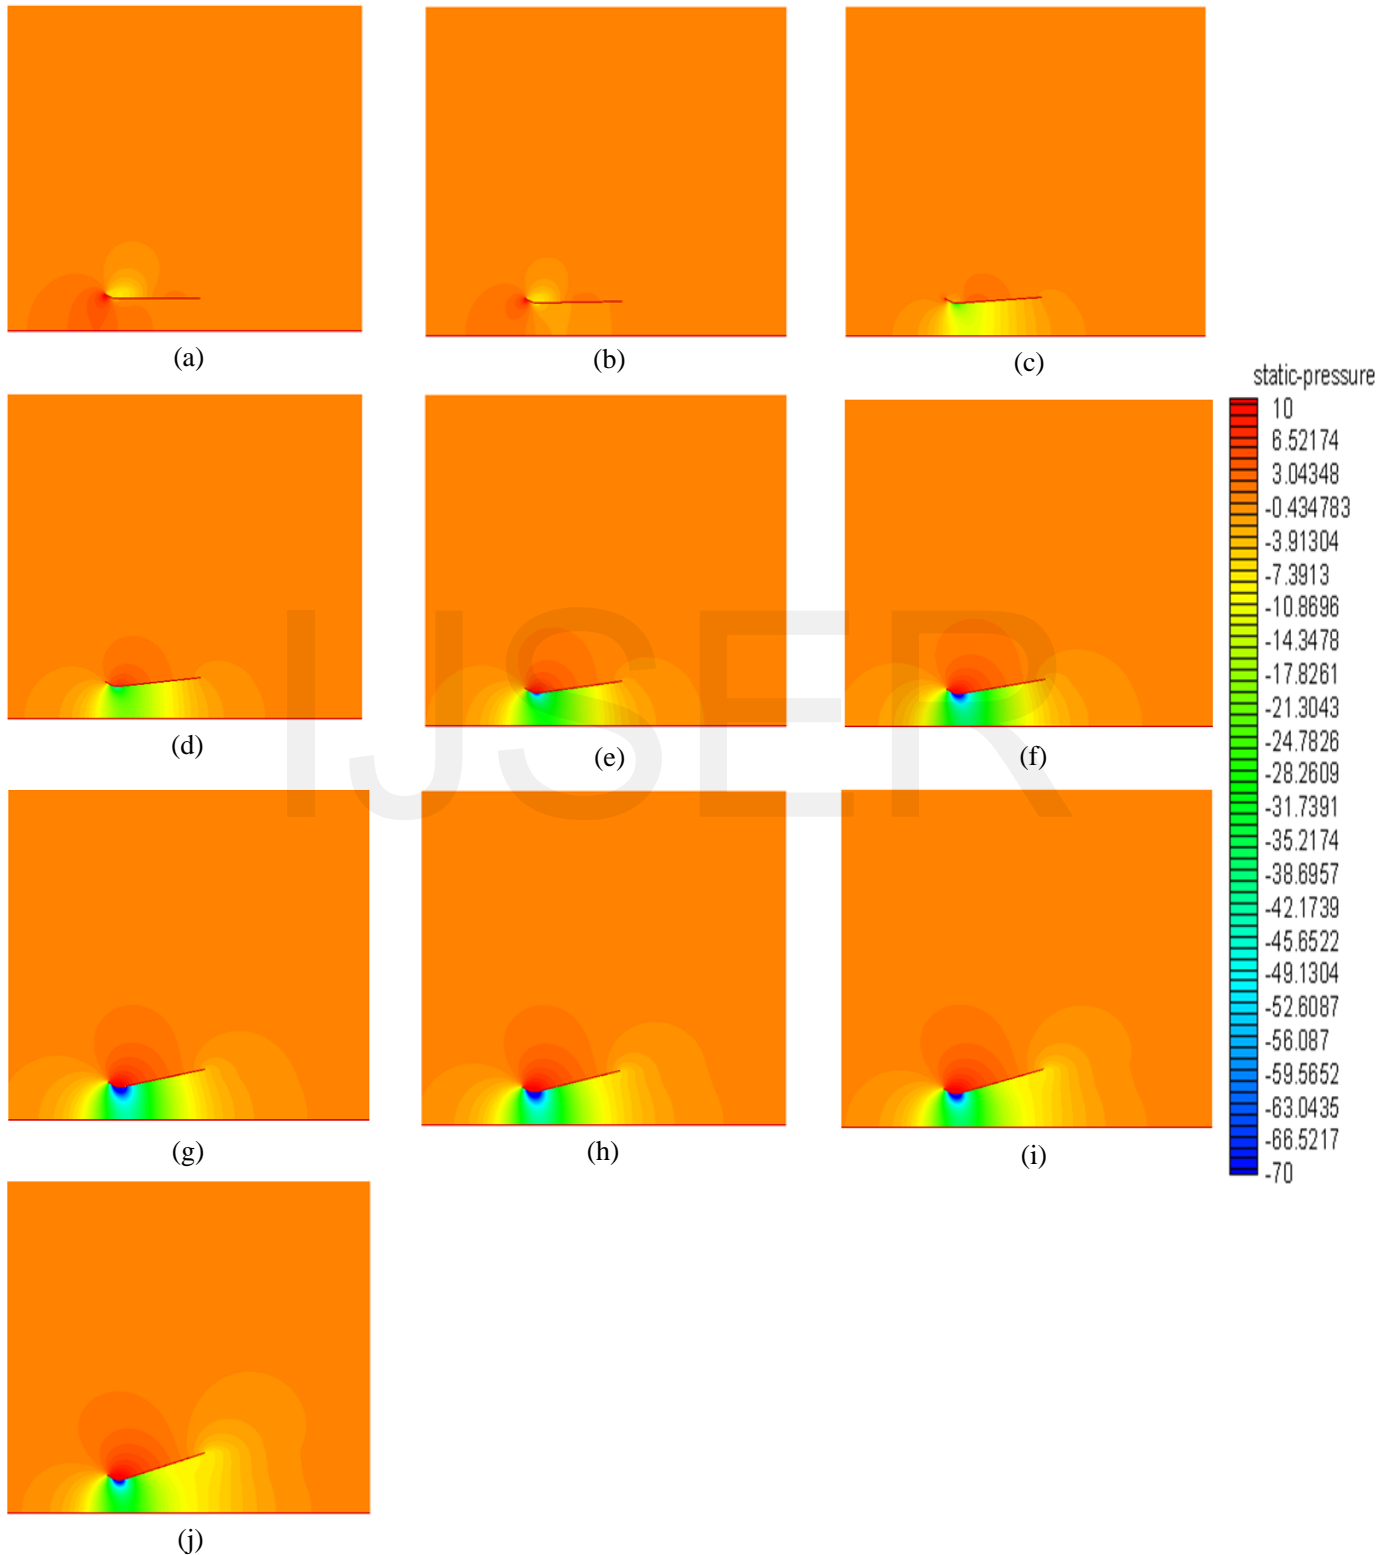 (a)
(b)
(c)
static-pressure
10
6.52174
3.04348
-0.434783
-3.91304
-7.3913
-10.8696
-14.3478
-17.8261
-21.3043
-24.7826
-28.2609
-31.7391
-35.2174
-38.6957
-42.1739
-45.6522
-49.1304
-52.6087
-56.087
-59.5652
-63.0435
-66.5217
-70
(d)
(e)
(f)
IJSER
(g)
(h)
(i)
(j)